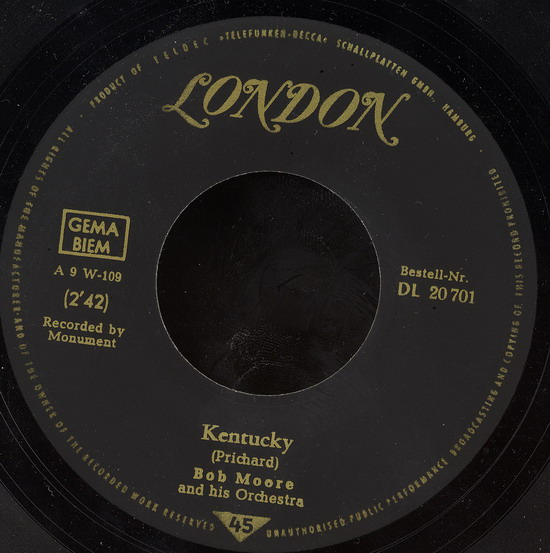 ALL RIGHTS OF THE MANUFACTURER AND OF THE OWNER OF THE RECORDED WORK RESERVED
PRODUCT OF TELDEC »TELEFUNKEN-DECCA« SCHALLPLATTEN GMBH. HAMBURG
UNAUTHORISED PUBLIC PERFORMANCE BROADCASTING AND COPYING OF THIS RECORD PROHIBITED
LONDON
GEMA
BIEM
A 9 W-109
(2'42)
Recorded by
Monument
Bestell-Nr.
DL 20 701
Kentucky
(Prichard)
Bob Moore
and his Orchestra
45